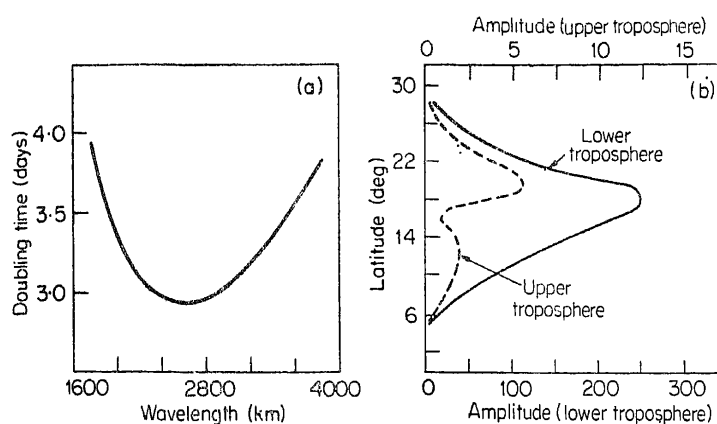 (a)
Doubling time (days)
4·0
3·5
3·0
1600 2800 4000
Wavelength (km)
Amplitude (upper troposphere)
0 5 10 15
(b)
Latitude (deg)
30
22
14
6
Lower
troposphere
Upper
troposphere
0 100 200 300
Amplitude (lower troposphere)